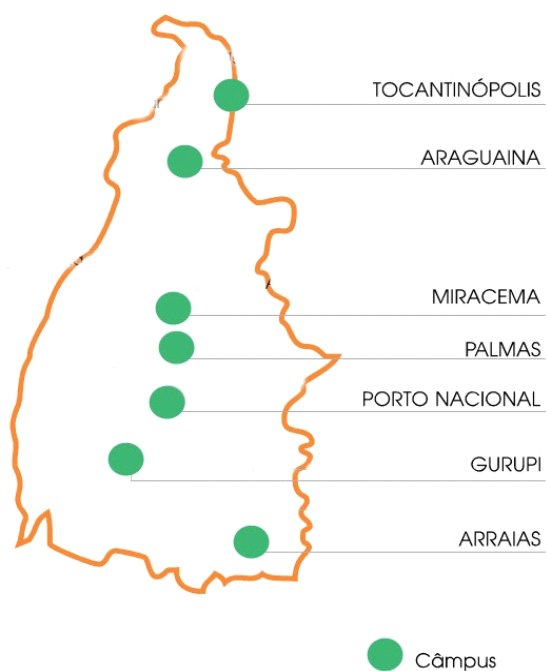 TOCANTINÓPOLIS
ARAGUAINA
MIRACEMA
PALMAS
PORTO NACIONAL
GURUPI
ARRAIAS
Câmpus